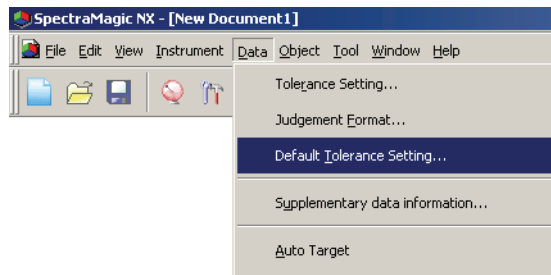 SpectraMagic NX - [New Document1]
File Edit View Instrument Data Object Tool Window Help
Tolerance Setting...
Judgement Format...
Default Tolerance Setting...
Supplementary data information...
Auto Target